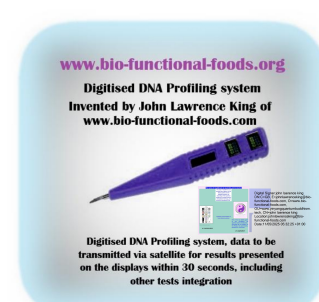 www.bio-functional-foods.org
Digitised DNA Profiling system
Invented by John Lawrence King of
www.bio-functional-foods.com
Digitised DNA Profiling system, data to be
transmitted via satellite for results presented
on the displays within 30 seconds, including
other tests integration